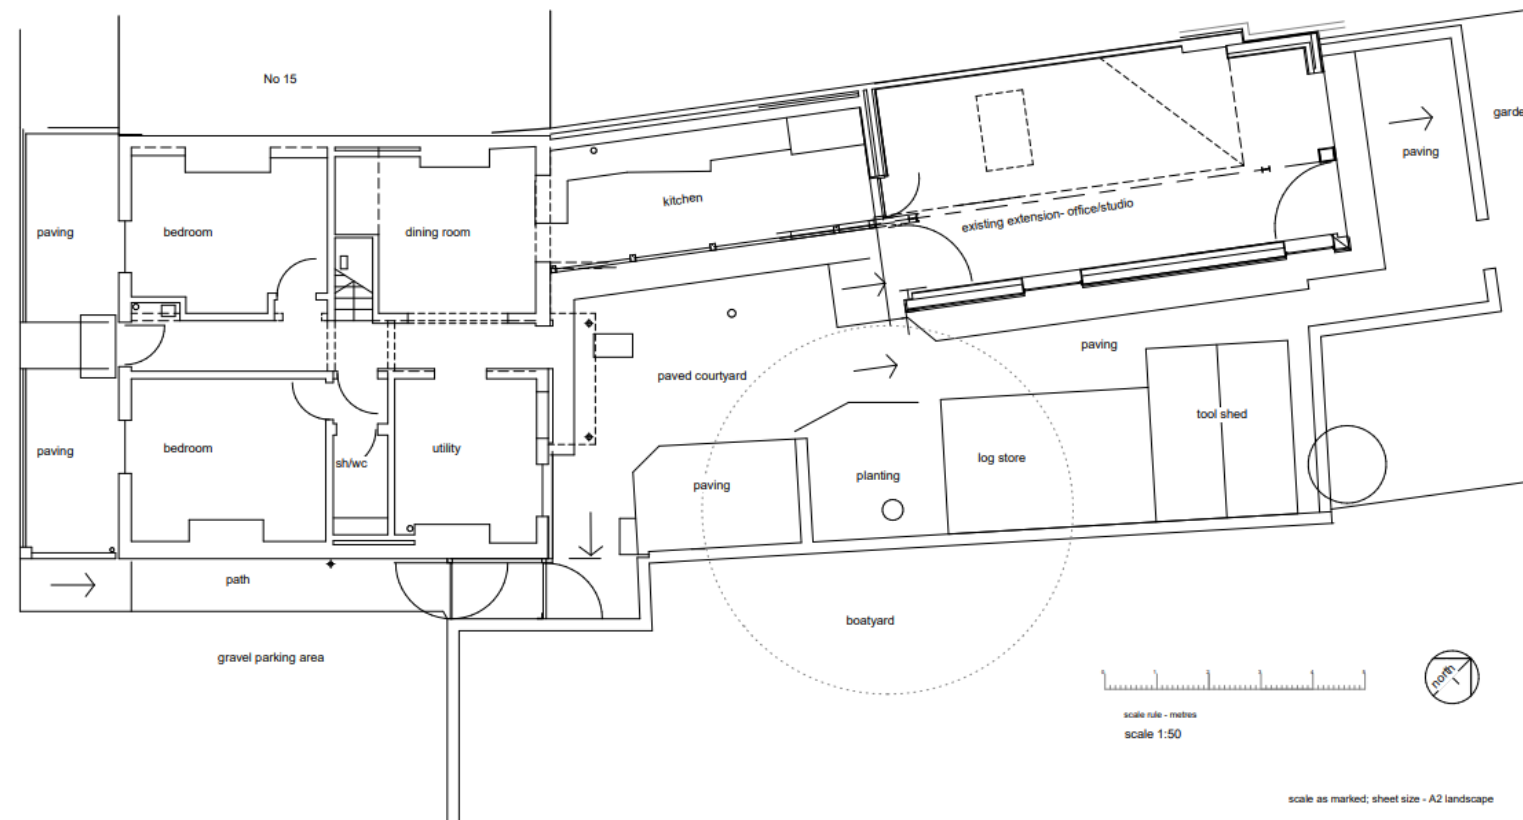 No 15
garde
paving
paving
kitchen
paving
bedroom
dining room
existing extension- office/studio
paving
paved courtyard
tool shed
paving
bedroom
sh/wc
utility
log store
planting
paving
path
boatyard
gravel parking area
north
scale rule - metres
scale 1:50
scale as marked; sheet size - A2 landscape